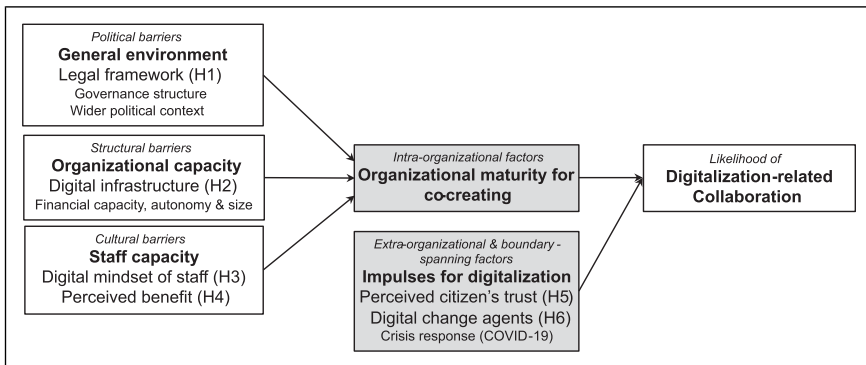 Political barriers
General environment
Legal framework (H1)
Governance structure
Wider political context
Structural barriers
Organizational capacity
Digital infrastructure (H2)
Financial capacity, autonomy & size
Cultural barriers
Staff capacity
Digital mindset of staff (H3)
Perceived benefit (H4)
Intra-organizational factors
Organizational maturity for
co-creating
Extra-organizational & boundary-
spanning factors
Impulses for digitalization
Perceived citizen's trust (H5)
Digital change agents (H6)
Crisis response (COVID-19)
Likelihood of
Digitalization-related
Collaboration